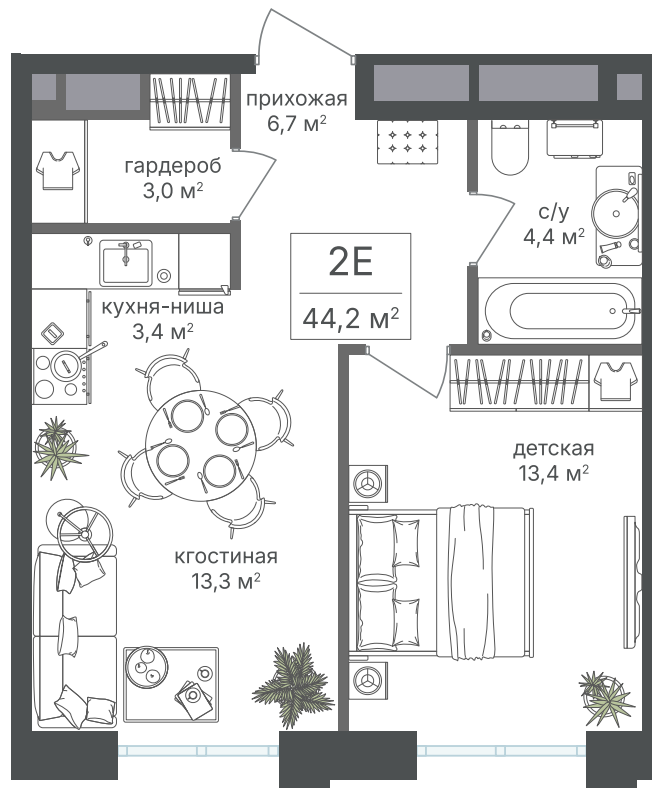 прихожая
6,7 м²
гардероб
3,0 м²
с/у
4,4 м²
2Е
44,2 м²
кухня-ниша
3,4 м²
детская
13,4 м²
кгостиная
13,3 м²